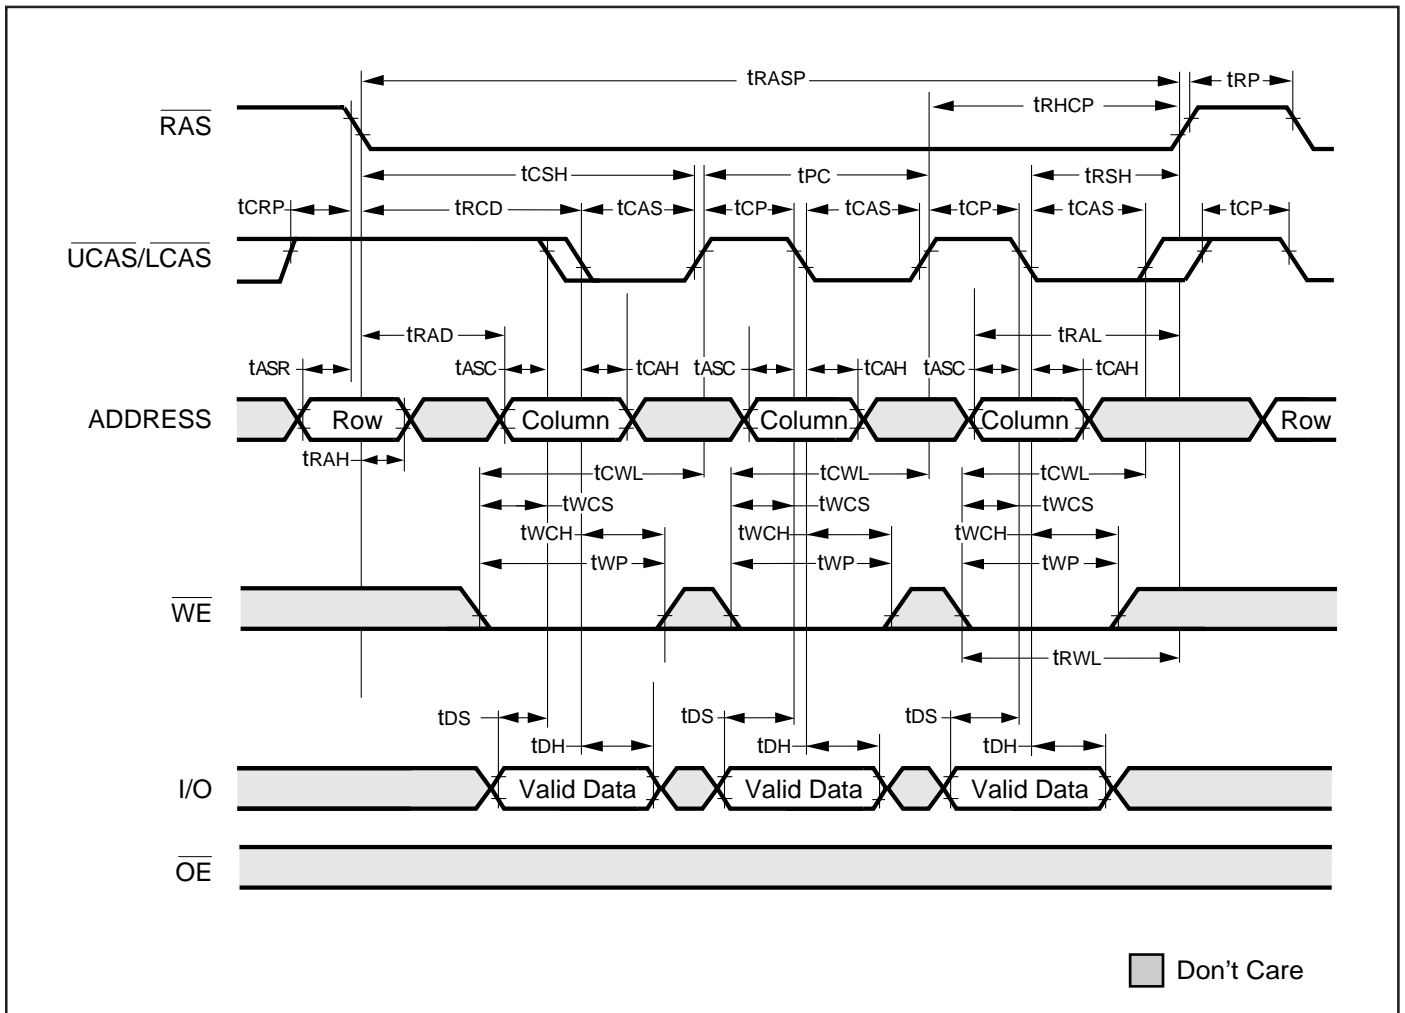 tRASP
tRP
tRHCP
RAS
tCSH
tPC
tRSH
tCRP
tRCD
tCAS
tCP
tCAS
tCP
tCAS
tCP
UCAS/LCAS
tRAD
tRAL
tASR
tASC
tCAH
tASC
tCAH
tASC
tCAH
ADDRESS
Row
Column
Column
Column
Row
tRAH
tCWL
tCWL
tCWL
tWCS
tWCS
tWCS
tWCH
tWCH
tWCH
tWP
tWP
tWP
WE
tRWL
tDS
tDS
tDS
tDH
tDH
tDH
I/O
Valid Data
Valid Data
Valid Data
OE
Don't Care